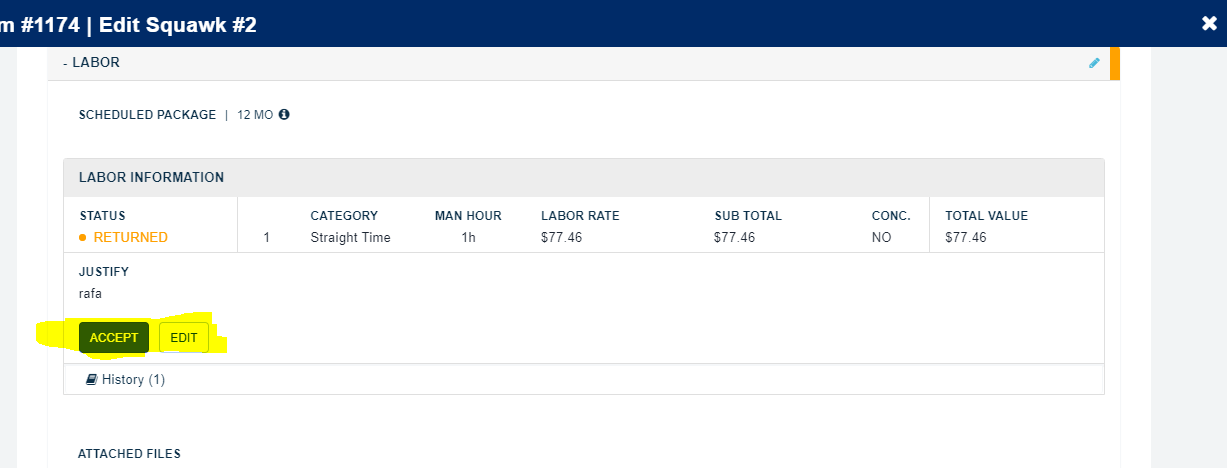 m #1174 | Edit Squawk #2
- LABOR
SCHEDULED PACKAGE | 12 MO
LABOR INFORMATION
STATUS CATEGORY MAN HOUR LABOR RATE SUB TOTAL CONC. TOTAL VALUE
RETURNED 1 Straight Time 1h $77.46 $77.46 NO $77.46
JUSTIFY
rafa
ACCEPT EDIT
History (1)
ATTACHED FILES